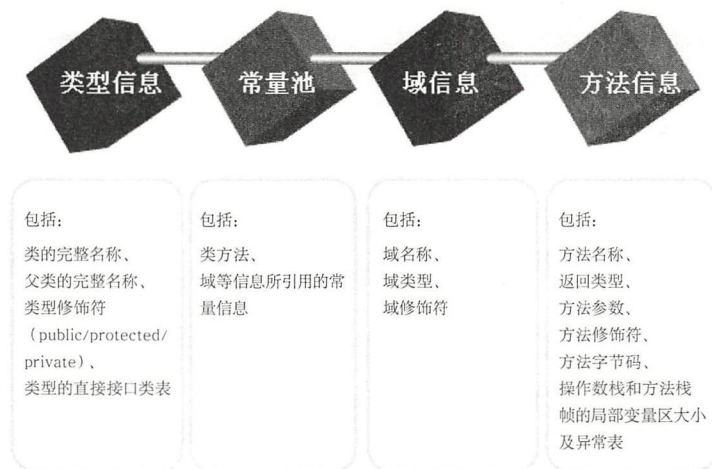 类型信息
常量池
域信息
方法信息
包括：
类的完整名称、
父类的完整名称、
类型修饰符
（public/protected/
private）、
类型的直接接口类表
包括：
类方法、
域等信息所引用的常
量信息
包括：
域名称、
域类型、
域修饰符
包括：
方法名称、
返回类型、
方法参数、
方法修饰符、
方法字节码、
操作数栈和方法栈
帧的局部变量区大小
及异常表